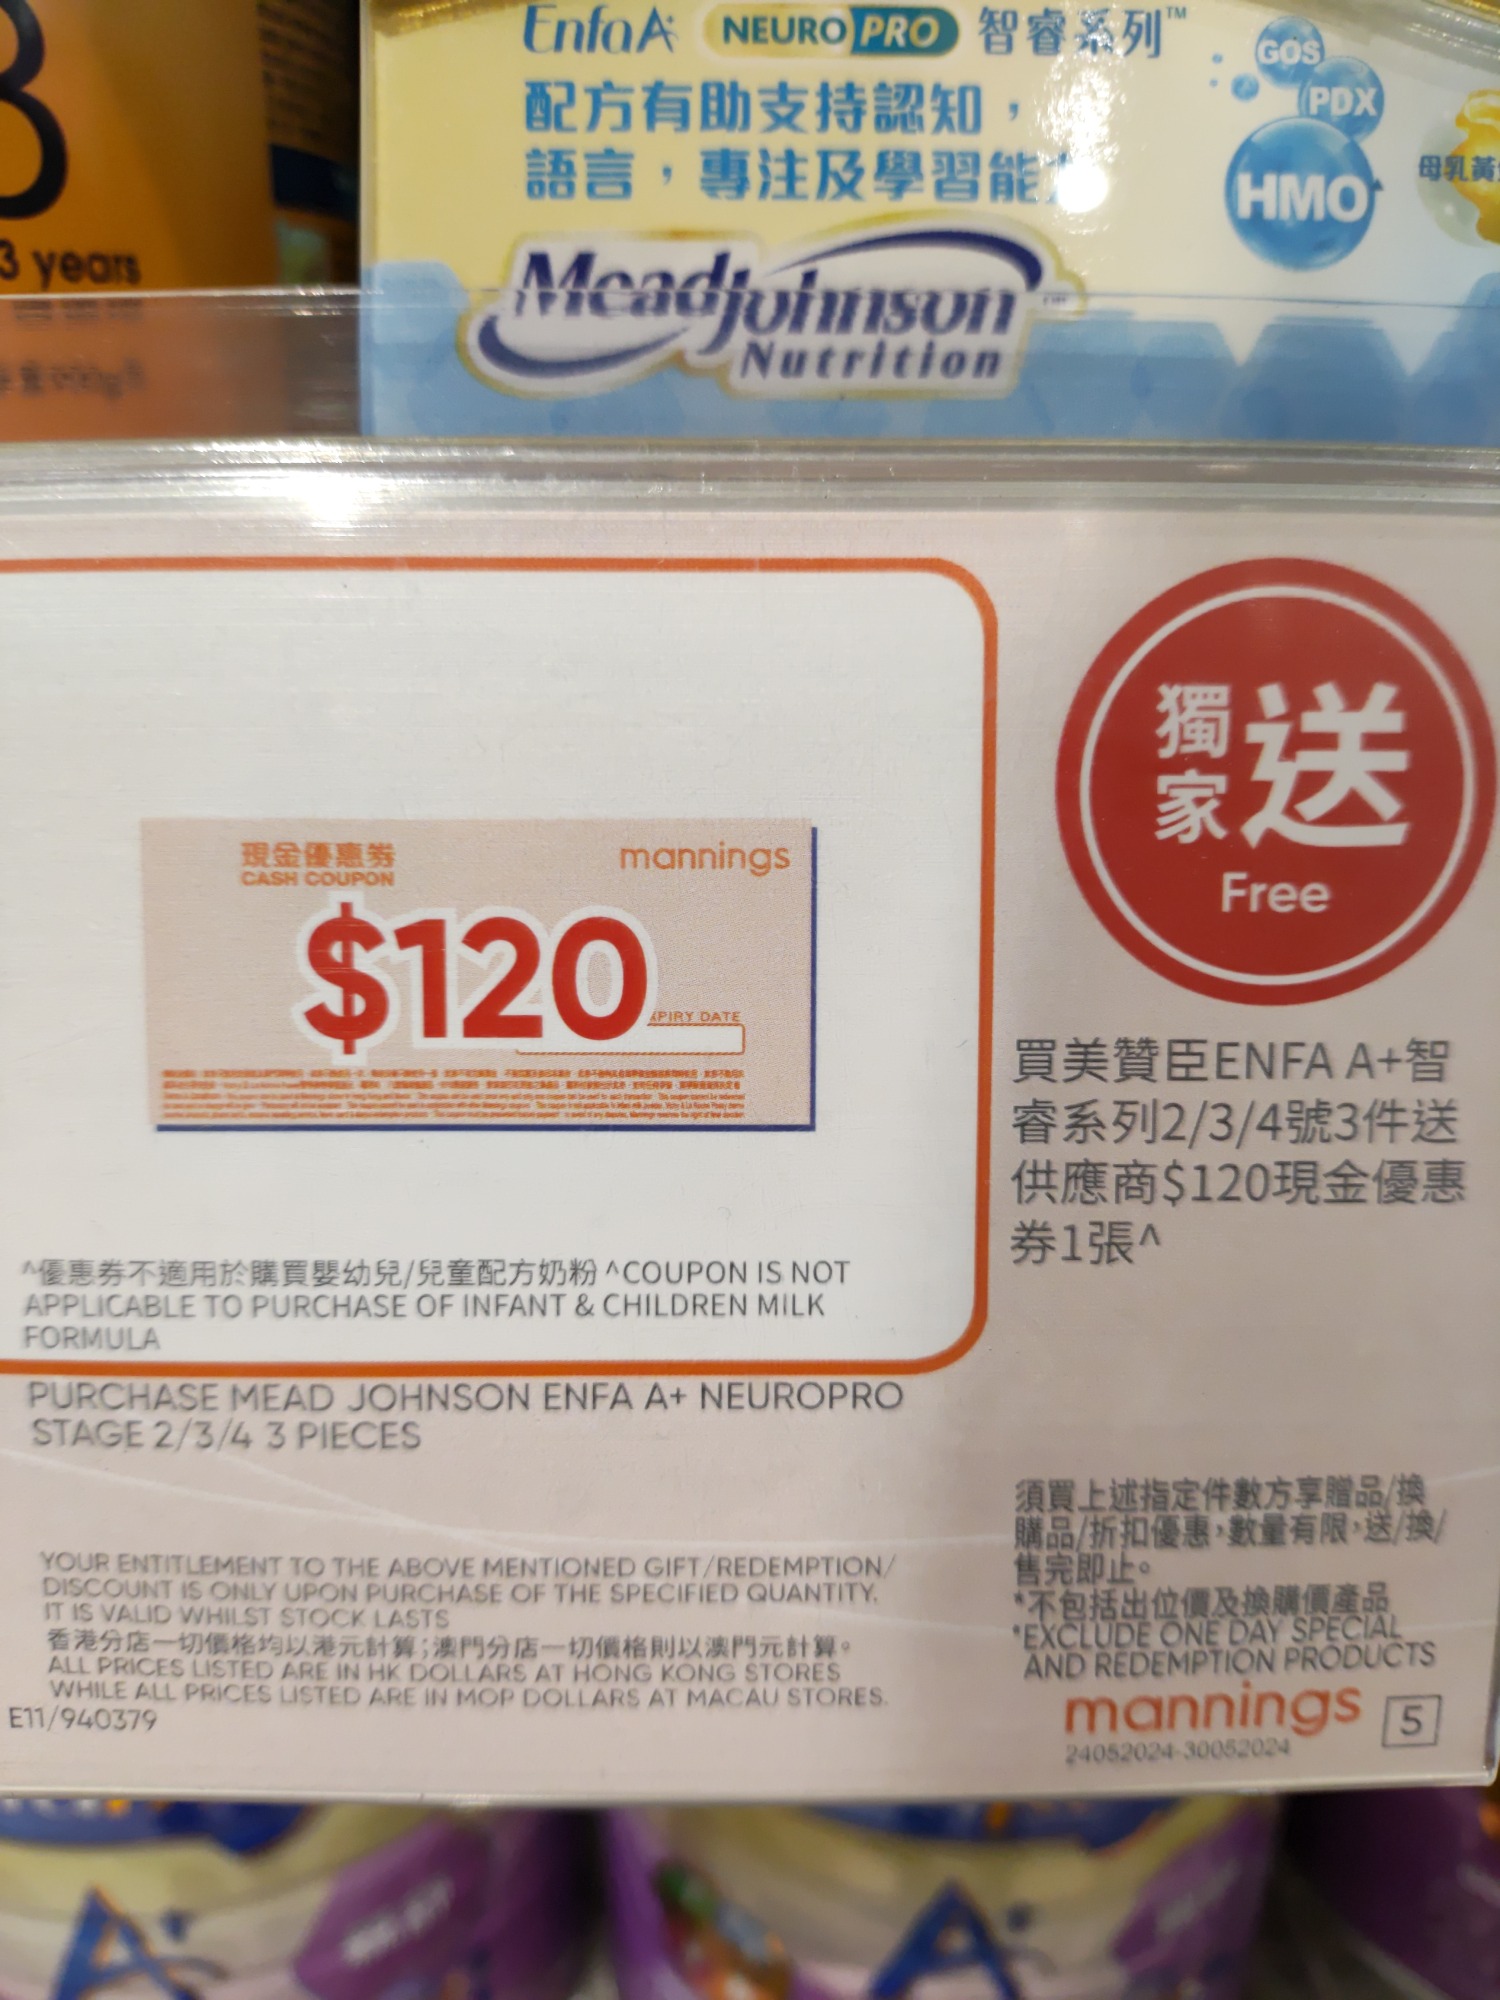 EnfaA+ NEUROPRO 智睿系列™
配方有助支持認知，
語言，專注及學習能
GOS
PDX
HMO
母乳黃
MeadJohnson
Nutrition
3 years
獨家送
Free
現金優惠券
CASH COUPON
mannings
$120
PIRY DATE
買美贊臣ENFA A+智
睿系列2/3/4號3件送
供應商$120現金優惠
券1張^
^優惠券不適用於購買嬰幼兒/兒童配方奶粉 ^COUPON IS NOT
APPLICABLE TO PURCHASE OF INFANT & CHILDREN MILK
FORMULA
PURCHASE MEAD JOHNSON ENFA A+ NEUROPRO
STAGE 2/3/4 3 PIECES
YOUR ENTITLEMENT TO THE ABOVE MENTIONED GIFT/REDEMPTION/
DISCOUNT IS ONLY UPON PURCHASE OF THE SPECIFIED QUANTITY.
IT IS VALID WHILST STOCK LASTS
香港分店一切價格均以港元計算；澳門分店一切價格則以澳門元計算。
ALL PRICES LISTED ARE IN HK DOLLARS AT HONG KONG STORES
WHILE ALL PRICES LISTED ARE IN MOP DOLLARS AT MACAU STORES.
E11/940379
須買上述指定件數方享贈品/換
購品/折扣優惠，數量有限，送/換/
售完即止。
*不包括出位價及換購價產品
*EXCLUDE ONE DAY SPECIAL
AND REDEMPTION PRODUCTS
mannings 5
24052024-30052024
A+
A+